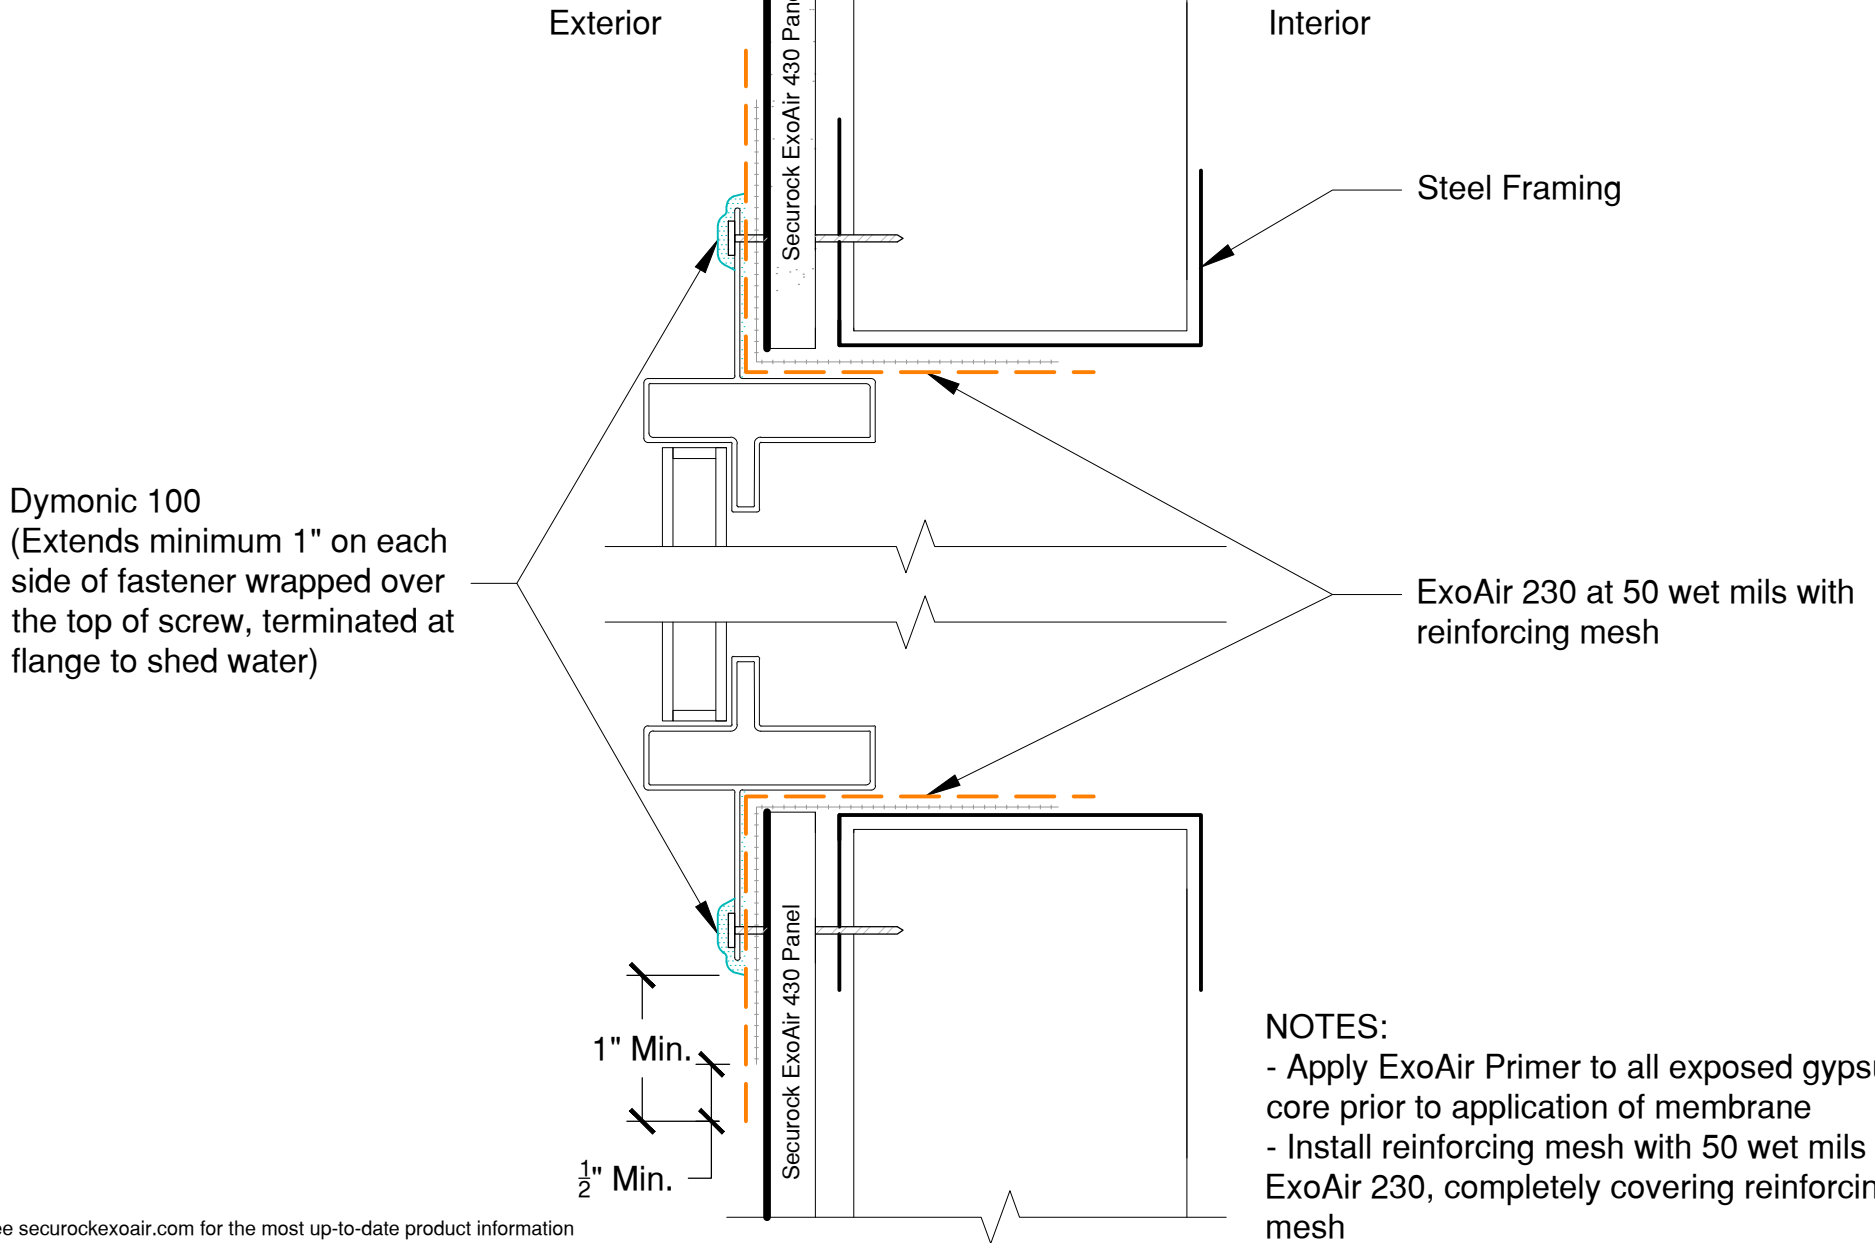 Exterior
Interior
Securock ExoAir 430
Steel Framing
Dymonic 100
(Extends minimum 1" on each
side of fastener wrapped over
the top of screw, terminated at
flange to shed water)
ExoAir 230 at 50 wet mils with
reinforcing mesh
Securock ExoAir 430 Panel
1" Min.
½" Min.
NOTES:
- Apply ExoAir Primer to all exposed
core prior to application of membrane
- Install reinforcing mesh with 50 wet mils
ExoAir 230, completely covering
mesh
securockexoair.com for the most up-to-date product information